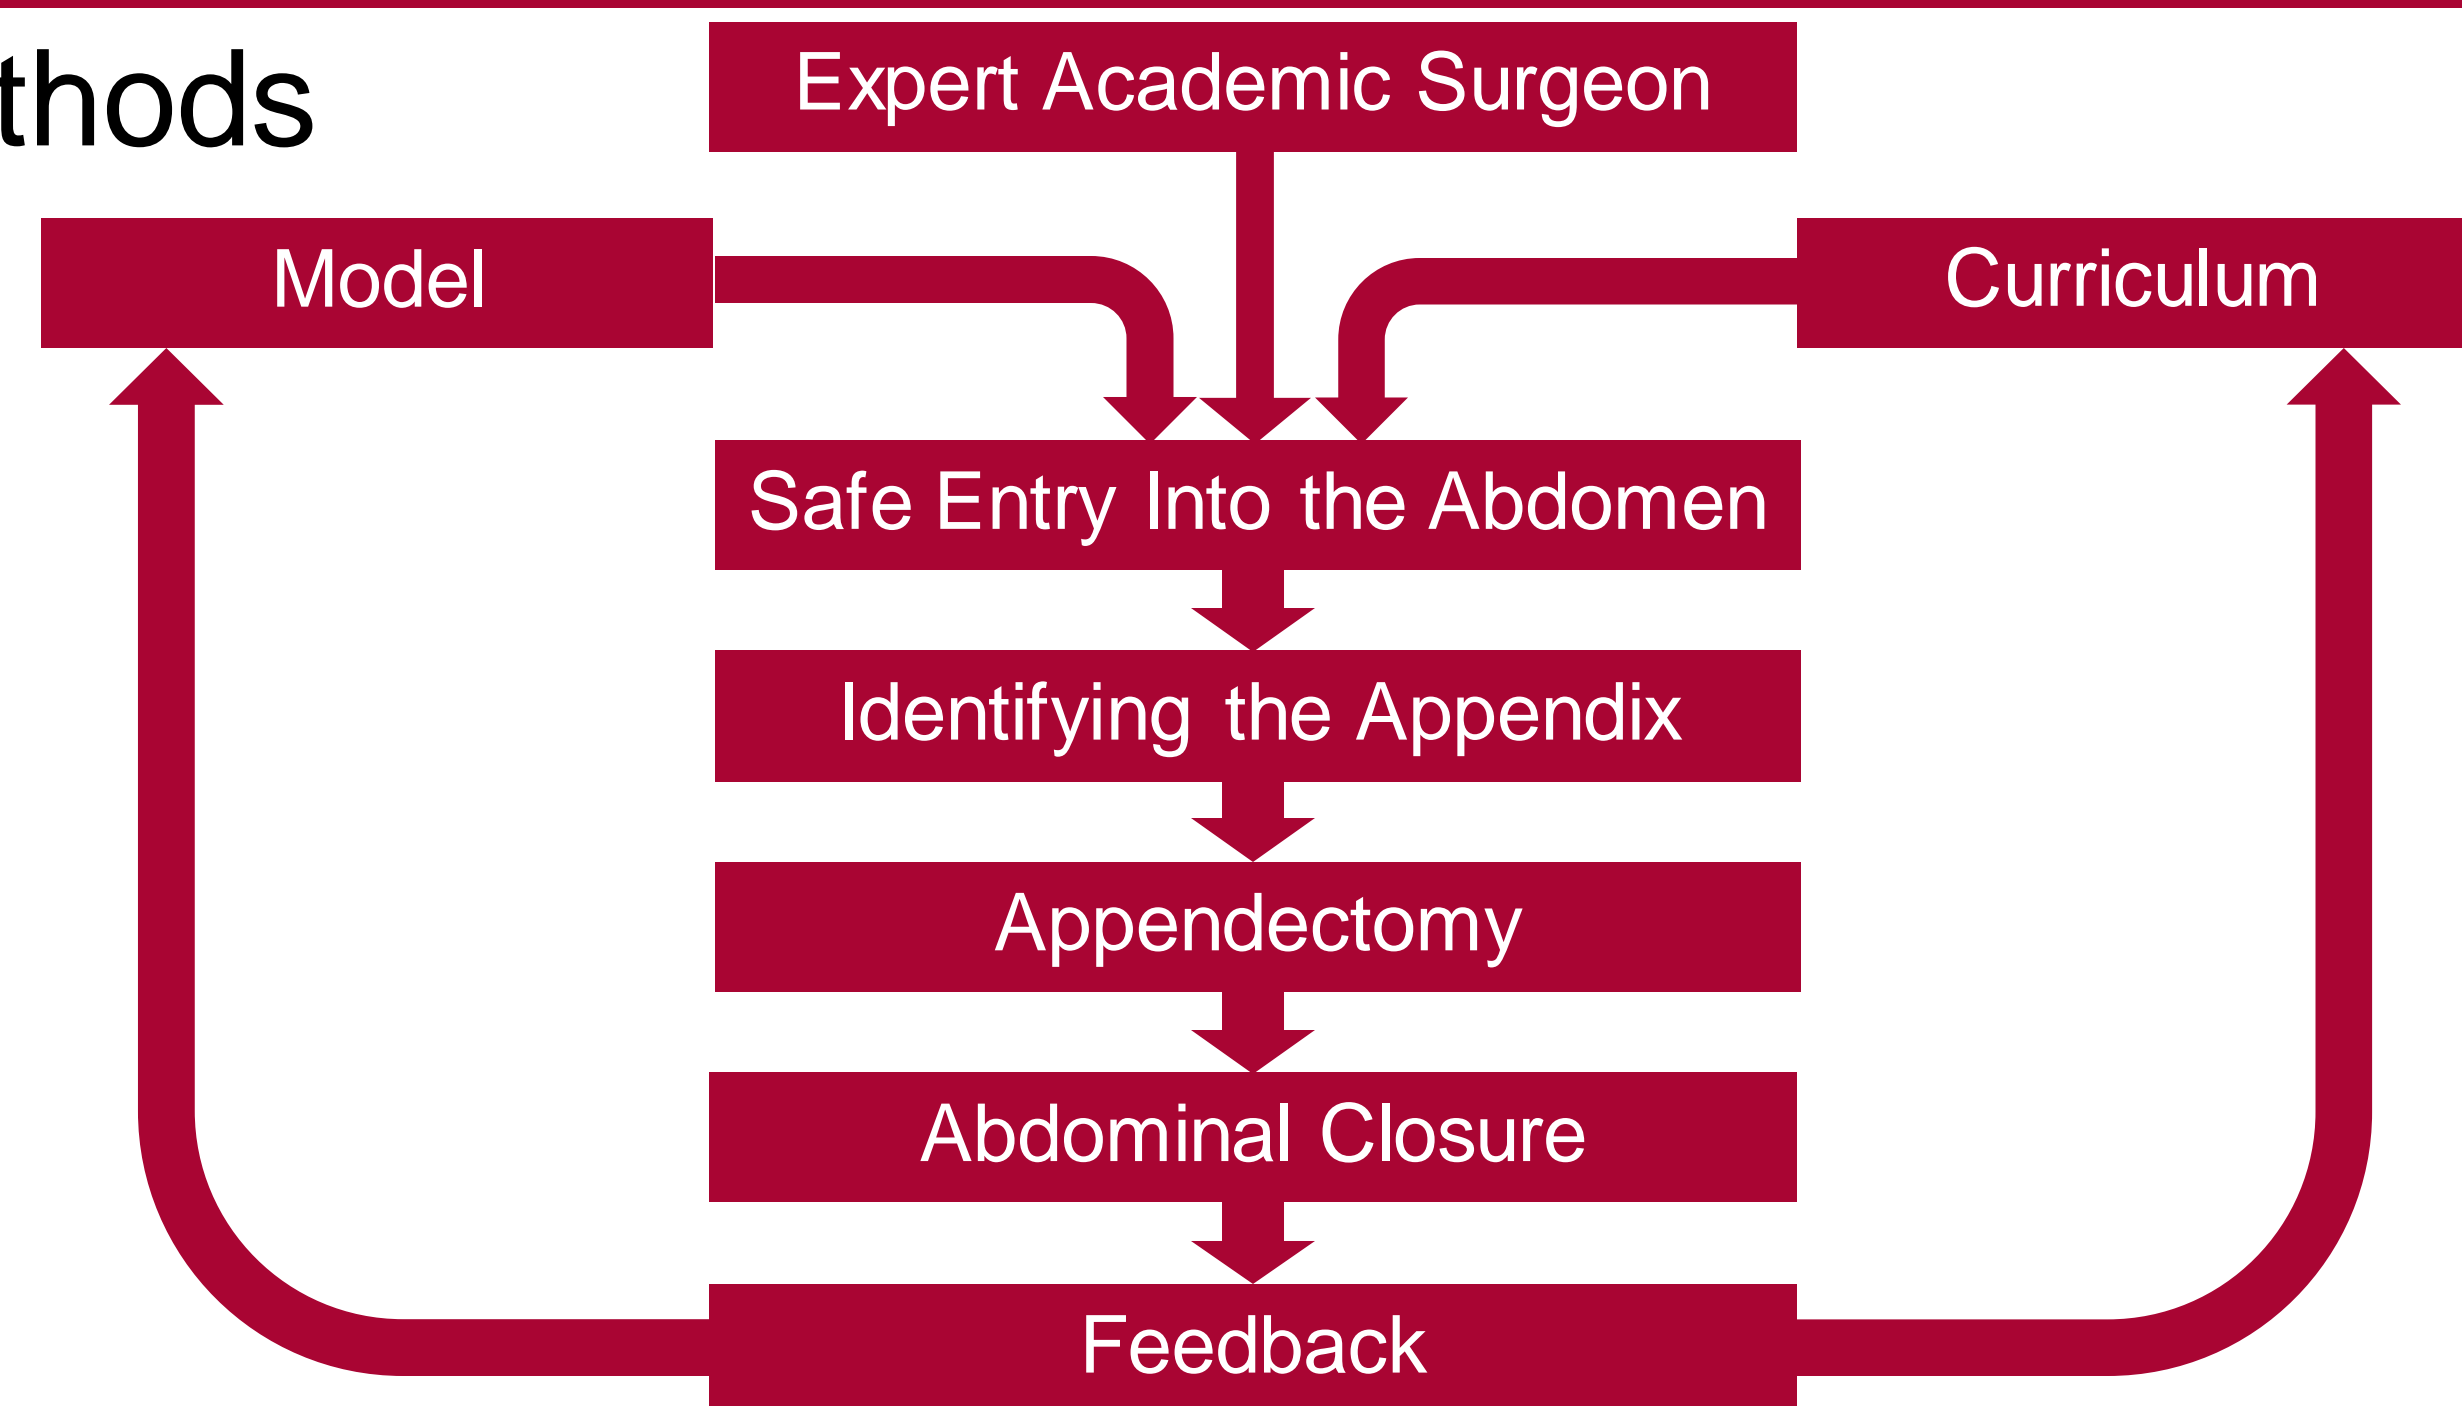 thods
Expert Academic Surgeon
Model
Curriculum
Safe Entry Into the Abdomen
Identifying the Appendix
Appendectomy
Abdominal Closure
Feedback